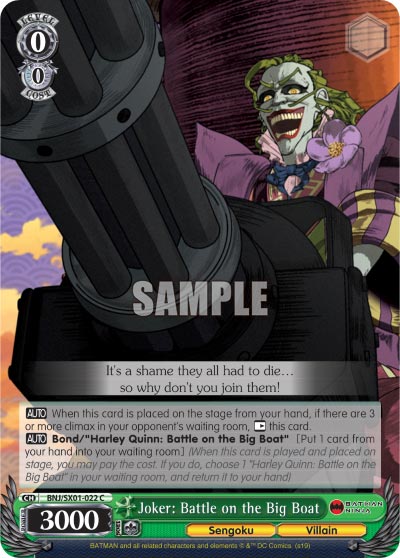 LEVEL
0
0
COST
SAMPLE
It's a shame they all had to die…
so why don't you join them!
AUTO When this card is placed on the stage from your hand, if there are 3
or more climax in your opponent's waiting room, this card.
AUTO Bond/"Harley Quinn: Battle on the Big Boat" [Put 1 card from
your hand into your waiting room] (When this card is played and placed on
stage, you may pay the cost. If you do, choose 1 "Harley Quinn: Battle on the
Big Boat" in your waiting room, and return it to your hand)
BNJ/SX01-022 C
Joker: Battle on the Big Boat
BATMAN
NINJA
POWER
3000
SOUL
Sengoku
Villain
BATMAN and all related characters and elements © & ™ DC Comics. (s19)